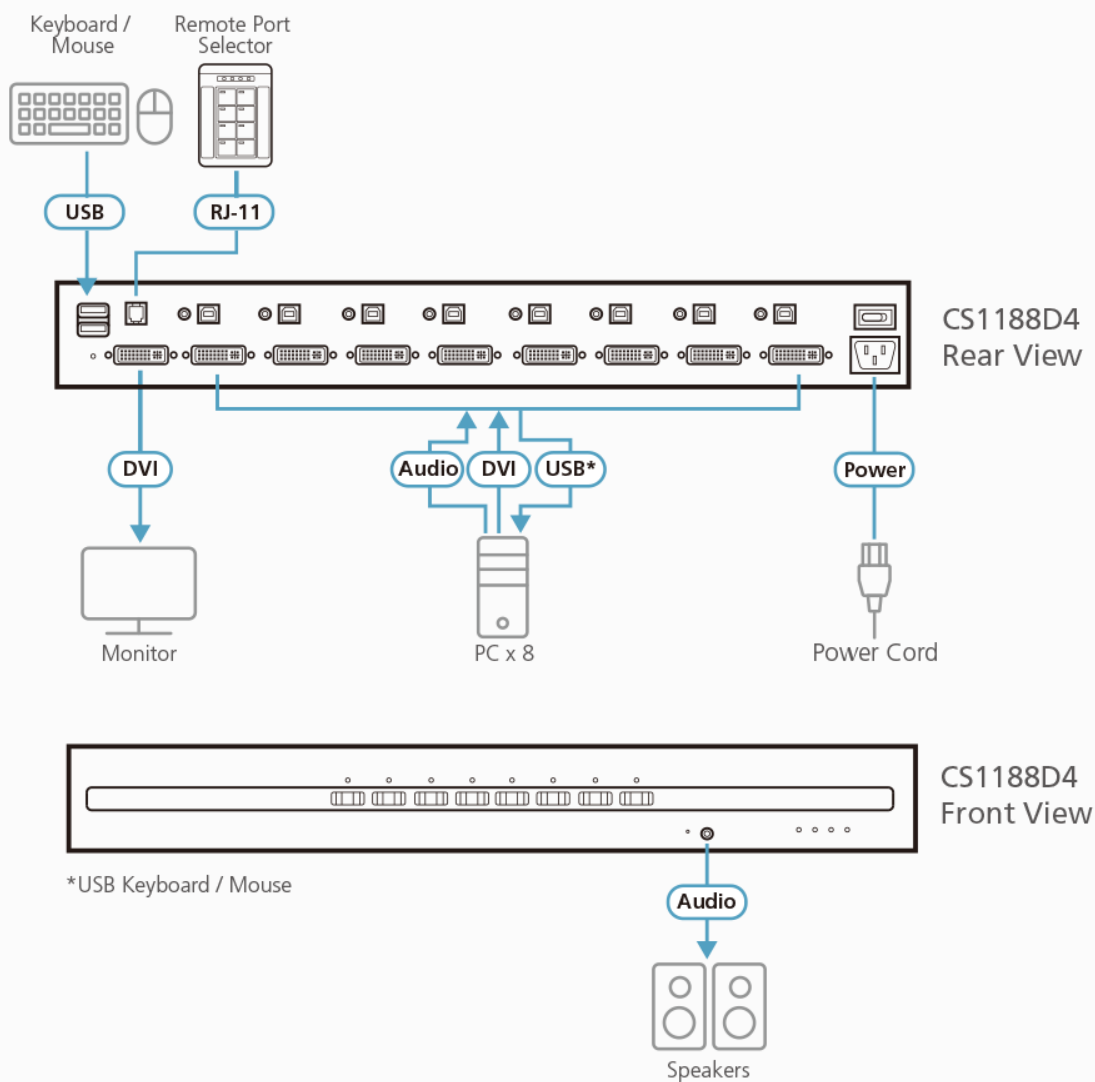 Keyboard /
Mouse
Remote Port
Selector
USB
RJ-11
CS1188D4
Rear View
DVI
Audio
DVI
USB*
Power
Monitor
PC x 8
Power Cord
CS1188D4
Front View
*USB Keyboard / Mouse
Audio
Speakers